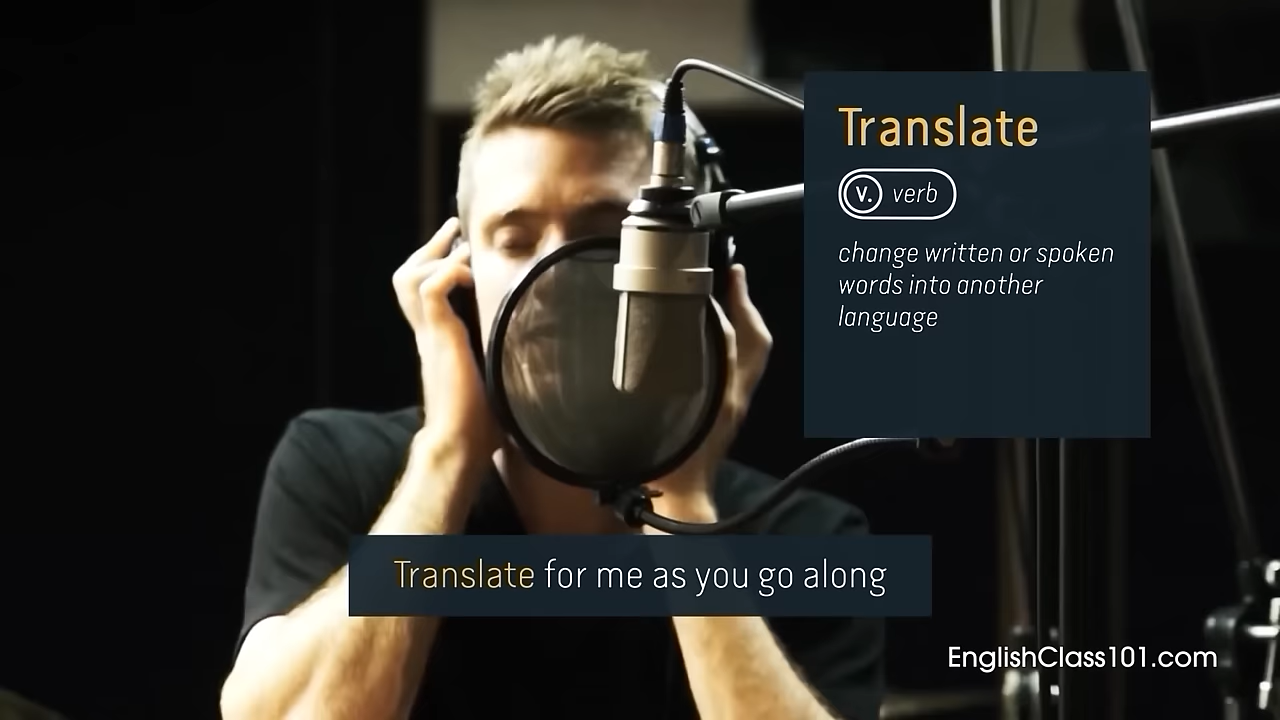 Translate
v. verb
change written or spoken
words into another
language
Translate for me as you go along
EnglishClass101.com